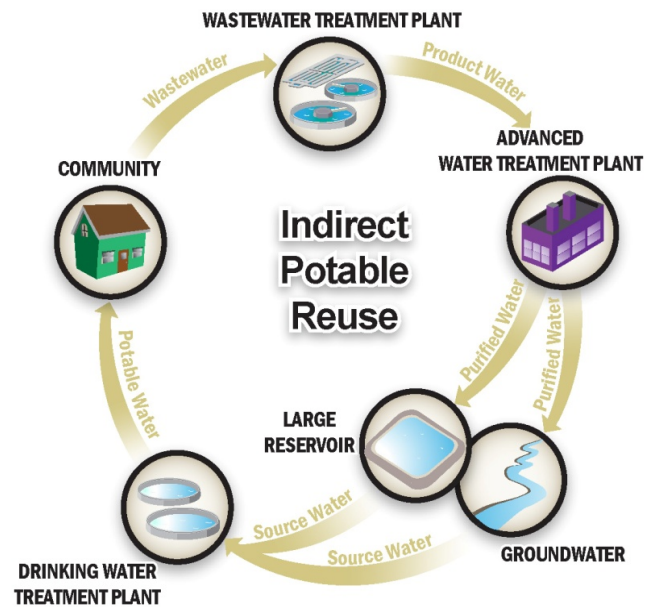 WASTEWATER TREATMENT PLANT
Wastewater
Product Water
COMMUNITY
ADVANCED
WATER TREATMENT PLANT
Indirect
Potable
Reuse
Purified Water
Purified Water
Potable Water
LARGE
RESERVOIR
Source Water
Source Water
GROUNDWATER
DRINKING WATER
TREATMENT PLANT